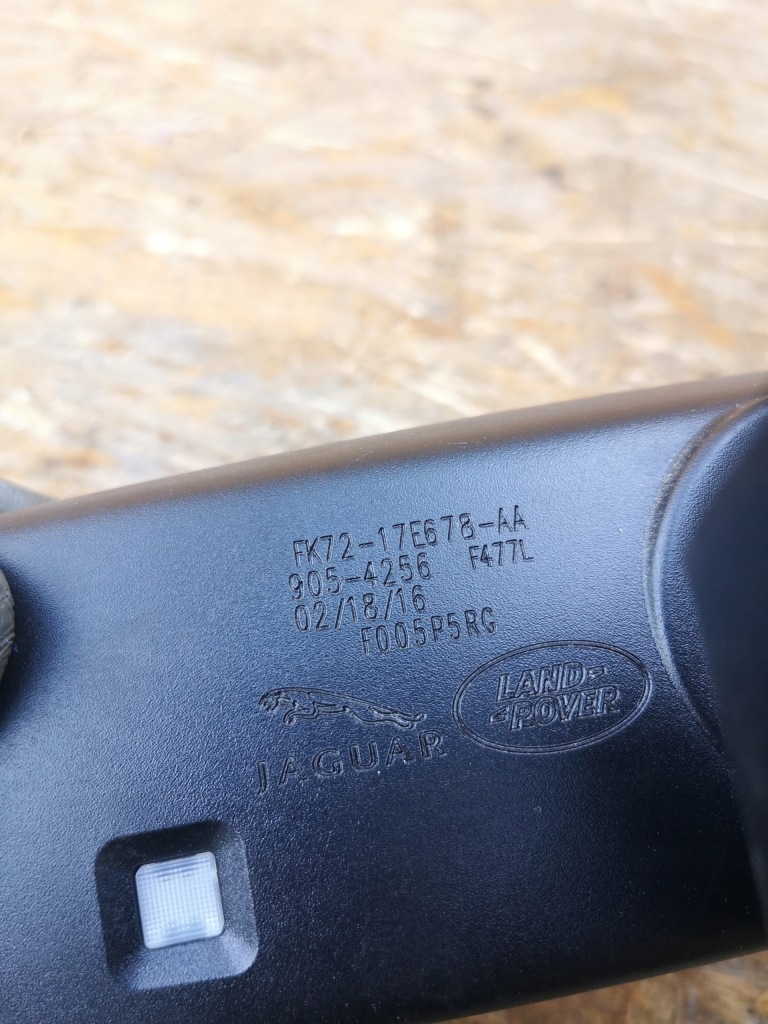 FK72-17E678-AA
905-4256 F477L
02/18/16
F005P5RG
JAGUAR
LAND
ROVER